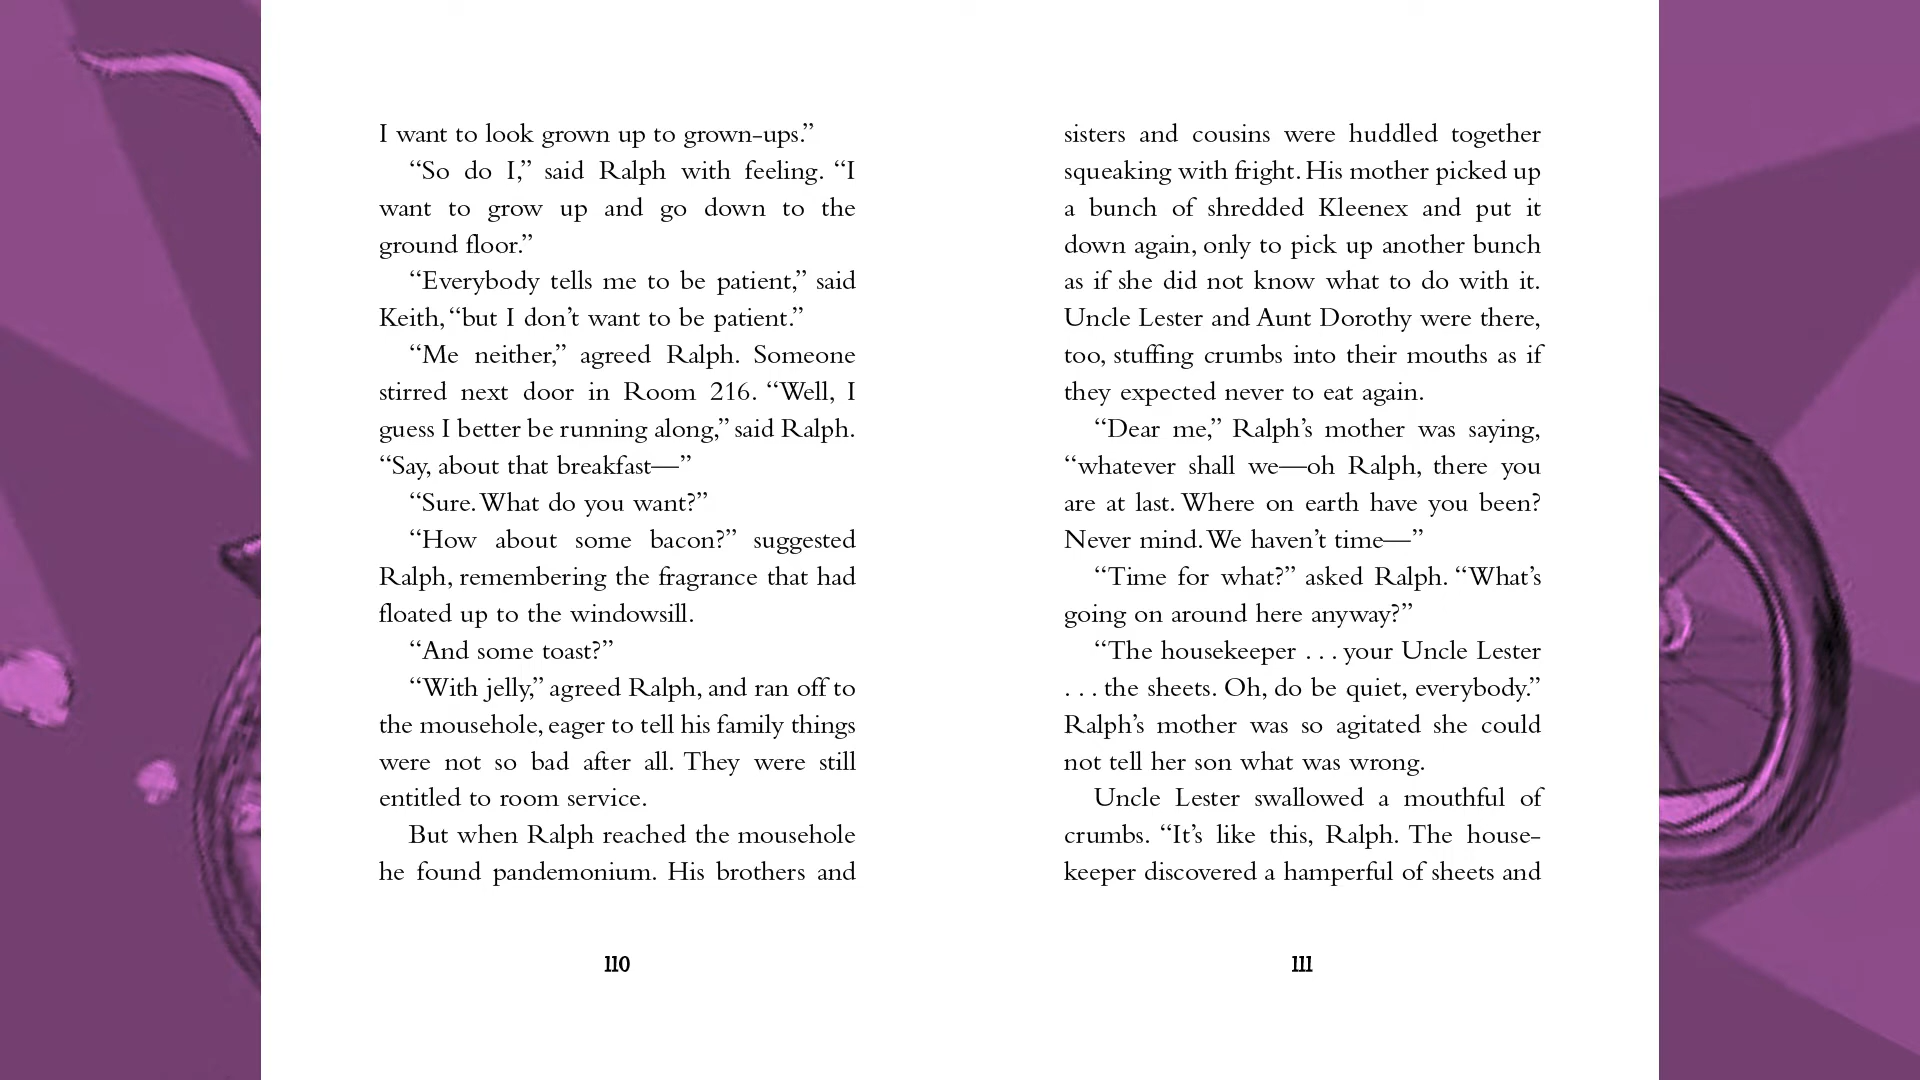 I want to look grown up to grown-ups.”
“So do I,” said Ralph with feeling. “I
want to grow up and go down to the
ground floor.”
“Everybody tells me to be patient,” said
Keith, “but I don’t want to be patient.”
“Me neither,” agreed Ralph. Someone
stirred next door in Room 216. “Well, I
guess I better be running along,” said Ralph.
“Say, about that breakfast—”
“Sure. What do you want?”
“How about some bacon?” suggested
Ralph, remembering the fragrance that had
floated up to the windowsill.
“And some toast?”
“With jelly,” agreed Ralph, and ran off to
the mousehole, eager to tell his family things
were not so bad after all. They were still
entitled to room service.
But when Ralph reached the mousehole
he found pandemonium. His brothers and
110
sisters and cousins were huddled together
squeaking with fright. His mother picked up
a bunch of shredded Kleenex and put it
down again, only to pick up another bunch
as if she did not know what to do with it.
Uncle Lester and Aunt Dorothy were there,
too, stuffing crumbs into their mouths as if
they expected never to eat again.
“Dear me,” Ralph’s mother was saying,
“whatever shall we—oh Ralph, there you
are at last. Where on earth have you been?
Never mind. We haven’t time—”
“Time for what?” asked Ralph. “What’s
going on around here anyway?”
“The housekeeper . . . your Uncle Lester
. . . the sheets. Oh, do be quiet, everybody.”
Ralph’s mother was so agitated she could
not tell her son what was wrong.
Uncle Lester swallowed a mouthful of
crumbs. “It’s like this, Ralph. The house-
keeper discovered a hamperful of sheets and
111